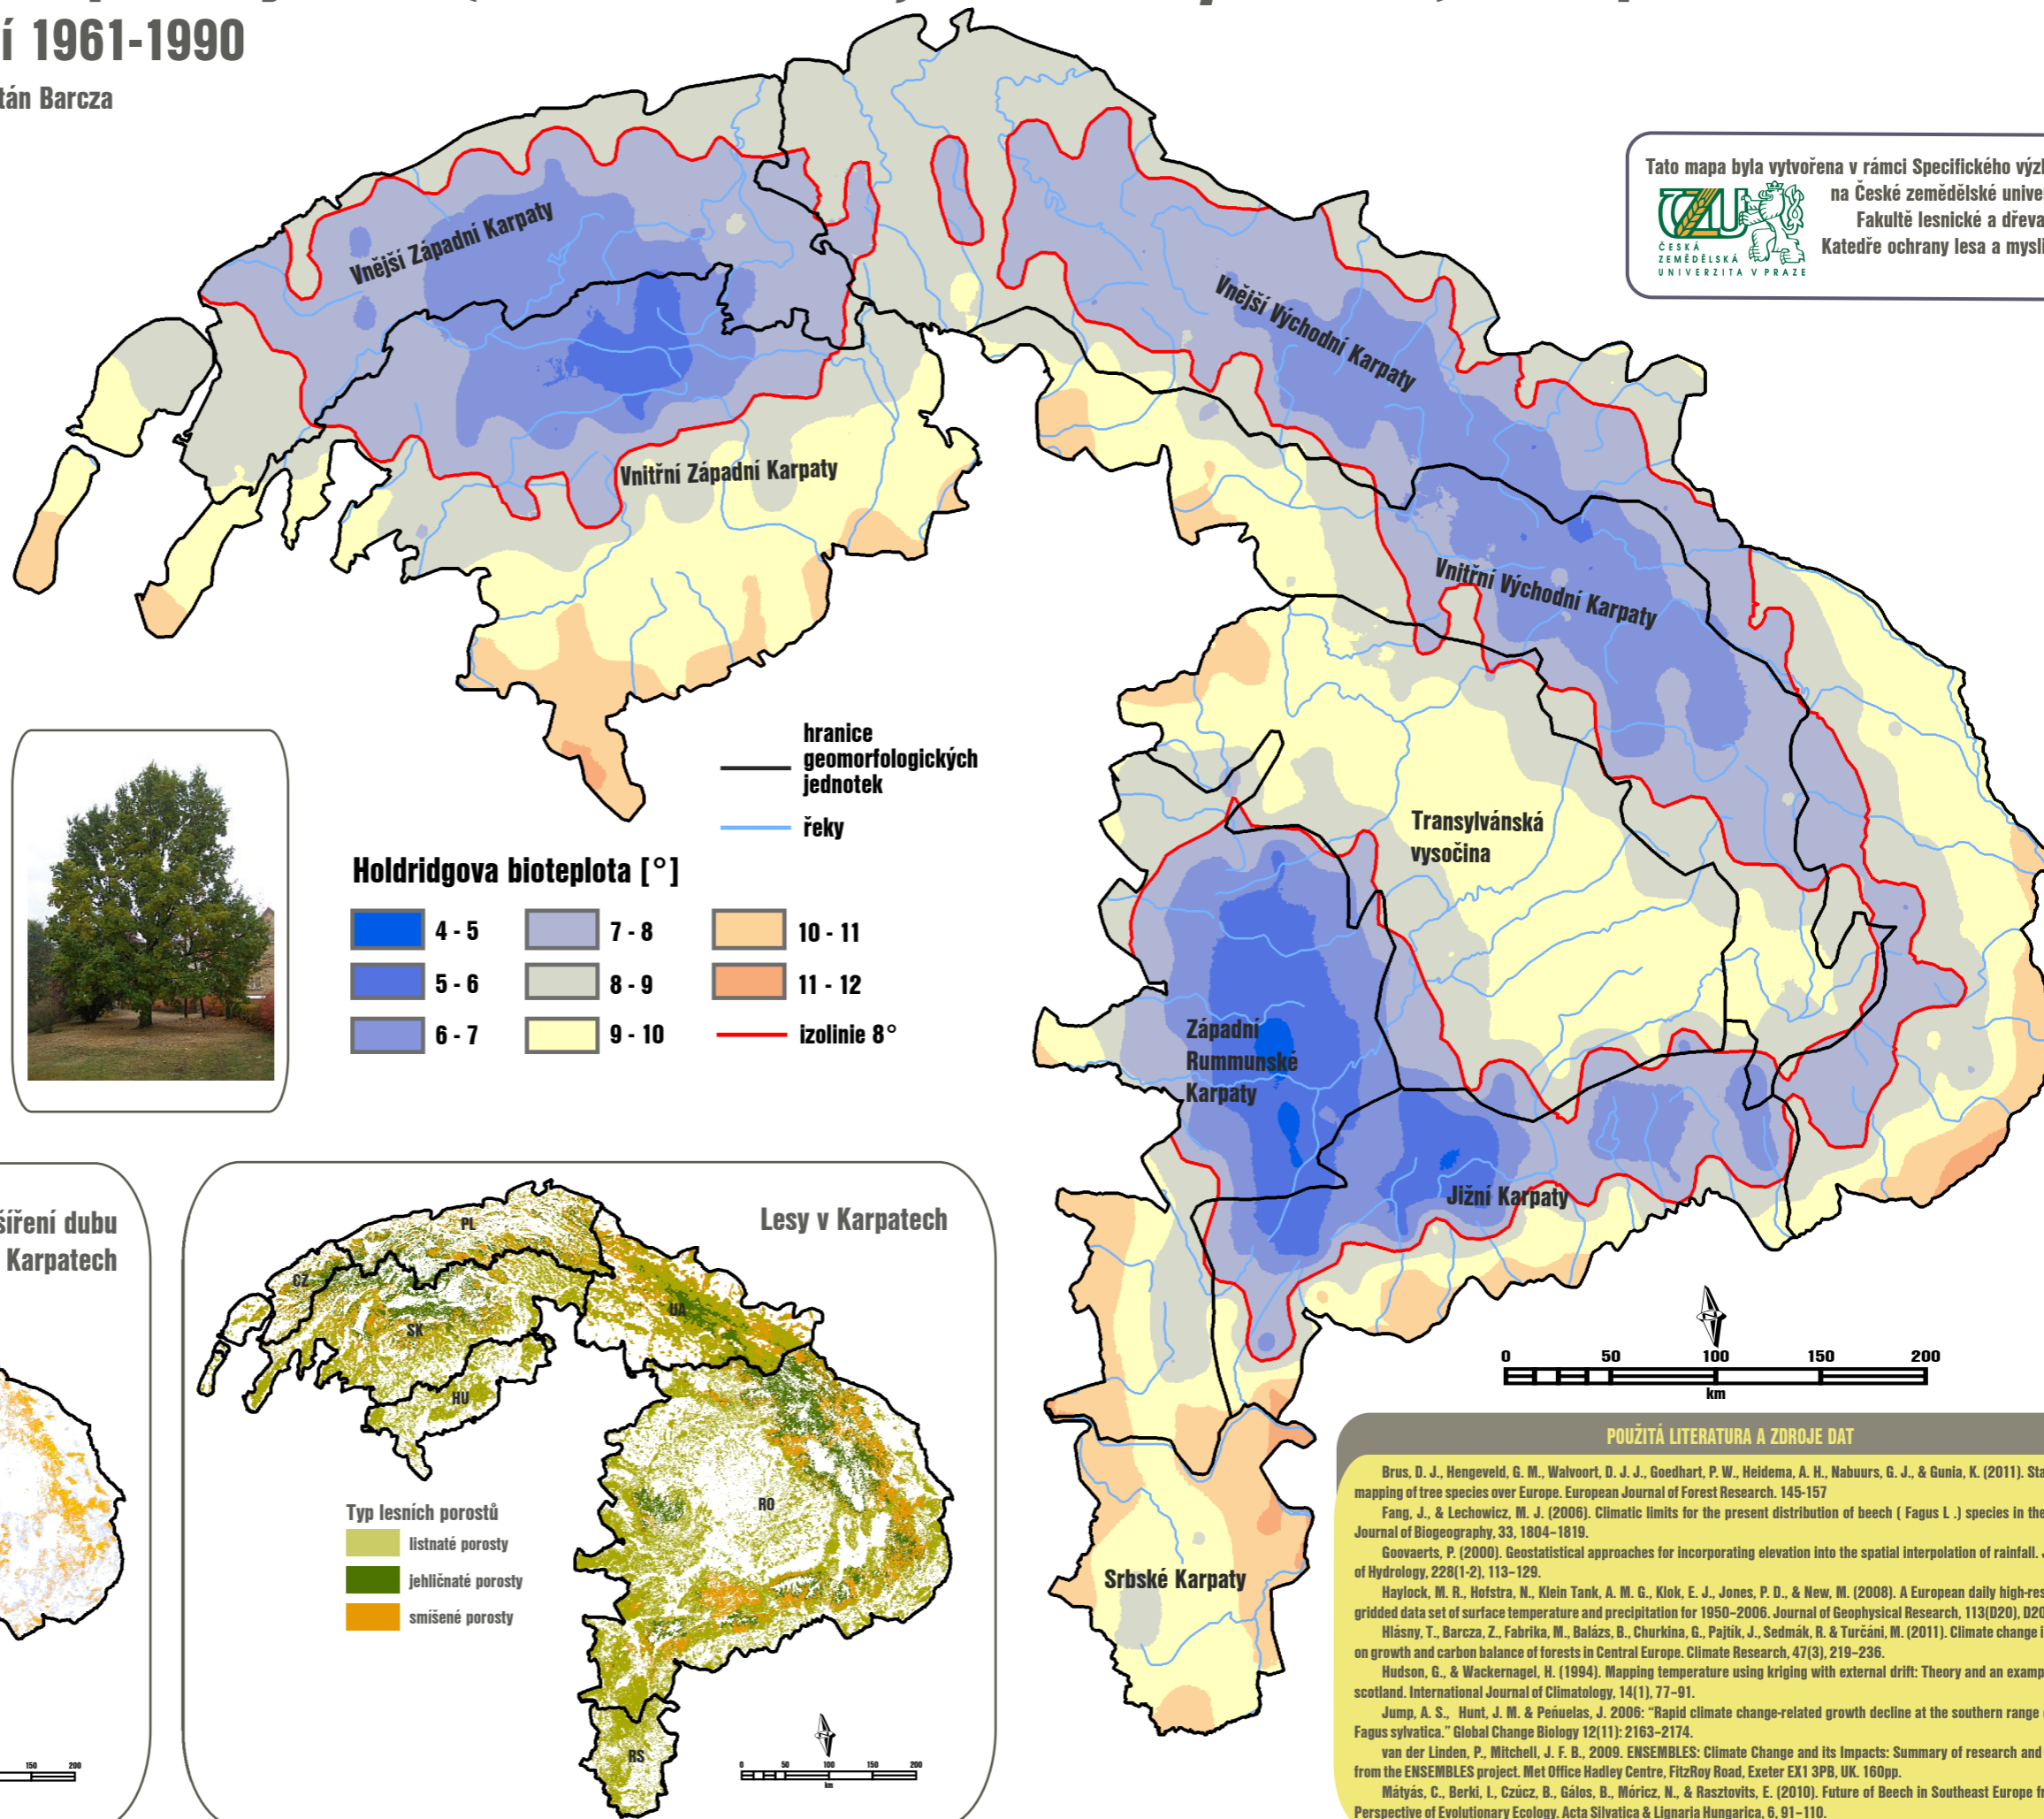 í 1961-1990
tán Barcza
Tato mapa byla vytvořena v rámci Specifického
na České zemědělské
Fakultě lesnické a
Katedře ochrany lesa a
ČZU
ČESKÁ
ZEMĚDĚLSKÁ
UNIVERZITA V PRAZE
Vnější Západní Karpaty
Vnější Východní Karpaty
Vnitřní Západní Karpaty
Vnitřní Východní Karpaty
Transylvánská
vysočina
Západní
Rummunské
Karpaty
Jižní Karpaty
Srbské Karpaty
hranice
geomorfologických
jednotek
řeky
Holdridgova bioteplota [°]
4 - 5
7 - 8
10 - 11
5 - 6
8 - 9
11 - 12
6 - 7
9 - 10
izolinie 8°
0 50 100 150 200
km
šíření dubu
Karpatech
150 200
Lesy v Karpatech
PL
CZ
SK
UA
HU
RO
RS
Typ lesních porostů
listnaté porosty
jehličnaté porosty
smíšené porosty
0 50 100 150 200
km
POUŽITÁ LITERATURA A ZDROJE DAT
Brus, D. J., Hengeveld, G. M., Walvoort, D. J. J., Goedhart, P. W., Heidema, A. H., Nabuurs, G. J., & Gunia, K. (2011).
mapping of tree species over Europe. European Journal of Forest Research. 145-157
Fang, J., & Lechowicz, M. J. (2006). Climatic limits for the present distribution of beech ( Fagus L .) species in the
Journal of Biogeography, 33, 1804–1819.
Goovaerts, P. (2000). Geostatistical approaches for incorporating elevation into the spatial interpolation of rainfall.
of Hydrology, 228(1-2), 113–129.
Haylock, M. R., Hofstra, N., Klein Tank, A. M. G., Klok, E. J., Jones, P. D., & New, M. (2008). A European daily
gridded data set of surface temperature and precipitation for 1950–2006. Journal of Geophysical Research, 113(D20),
Hlásny, T., Barcza, Z., Fabrika, M., Balázs, B., Churkina, G., Pajtík, J., Sedmák, R. & Turčáni, M. (2011). Climate change
on growth and carbon balance of forests in Central Europe. Climate Research, 47(3), 219–236.
Hudson, G., & Wackernagel, H. (1994). Mapping temperature using kriging with external drift: Theory and an
scotland. International Journal of Climatology, 14(1), 77–91.
Jump, A. S., Hunt, J. M. & Peńuelas, J. 2006: “Rapid climate change-related growth decline at the southern range
Fagus sylvatica.” Global Change Biology 12(11): 2163–2174.
van der Linden, P., Mitchell, J. F. B., 2009. ENSEMBLES: Climate Change and its Impacts: Summary of research and
from the ENSEMBLES project. Met Office Hadley Centre, FitzRoy Road, Exeter EX1 3PB, UK. 160pp.
Mátyás, C., Berki, I., Czúcz, B., Gálos, B., Móricz, N., & Rasztovits, E. (2010). Future of Beech in Southeast Europe
Perspective of Evolutionary Ecology. Acta Silvatica & Lignaria Hungarica, 6, 91–110.